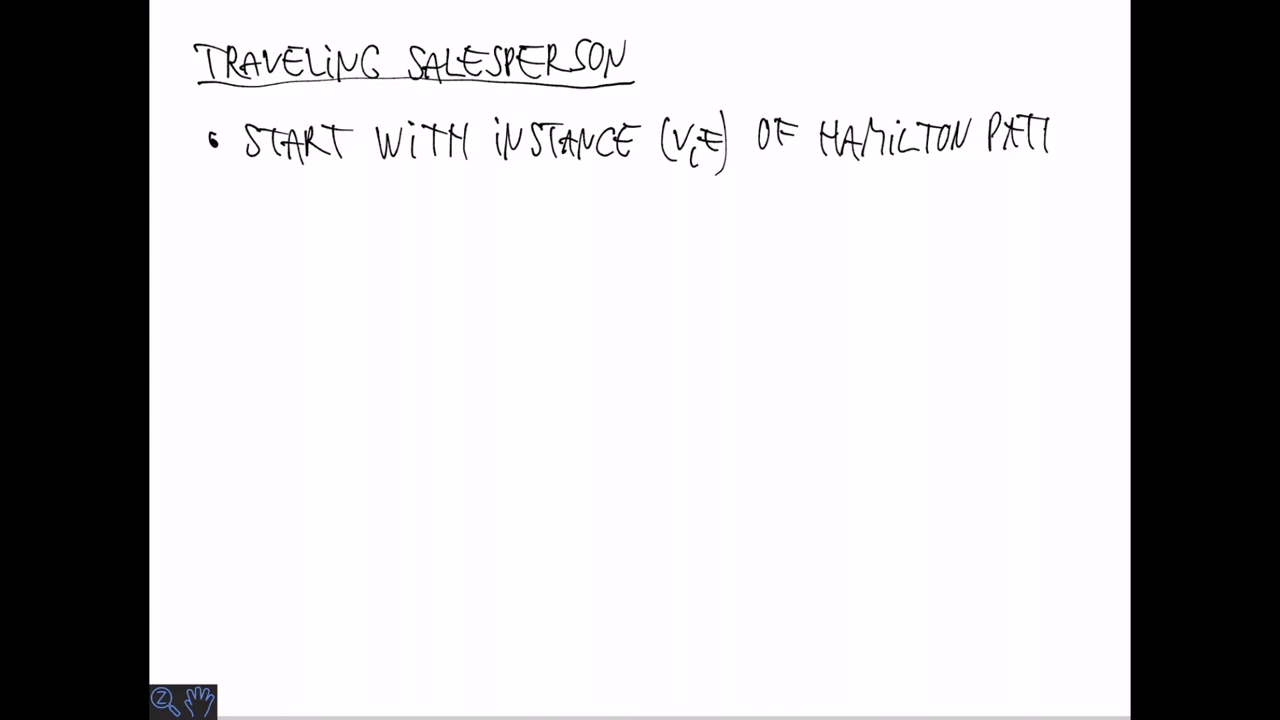 TRAVELING SALESPERSON
• START WITH INSTANCE (V,E) OF HAMILTON PATH
Z